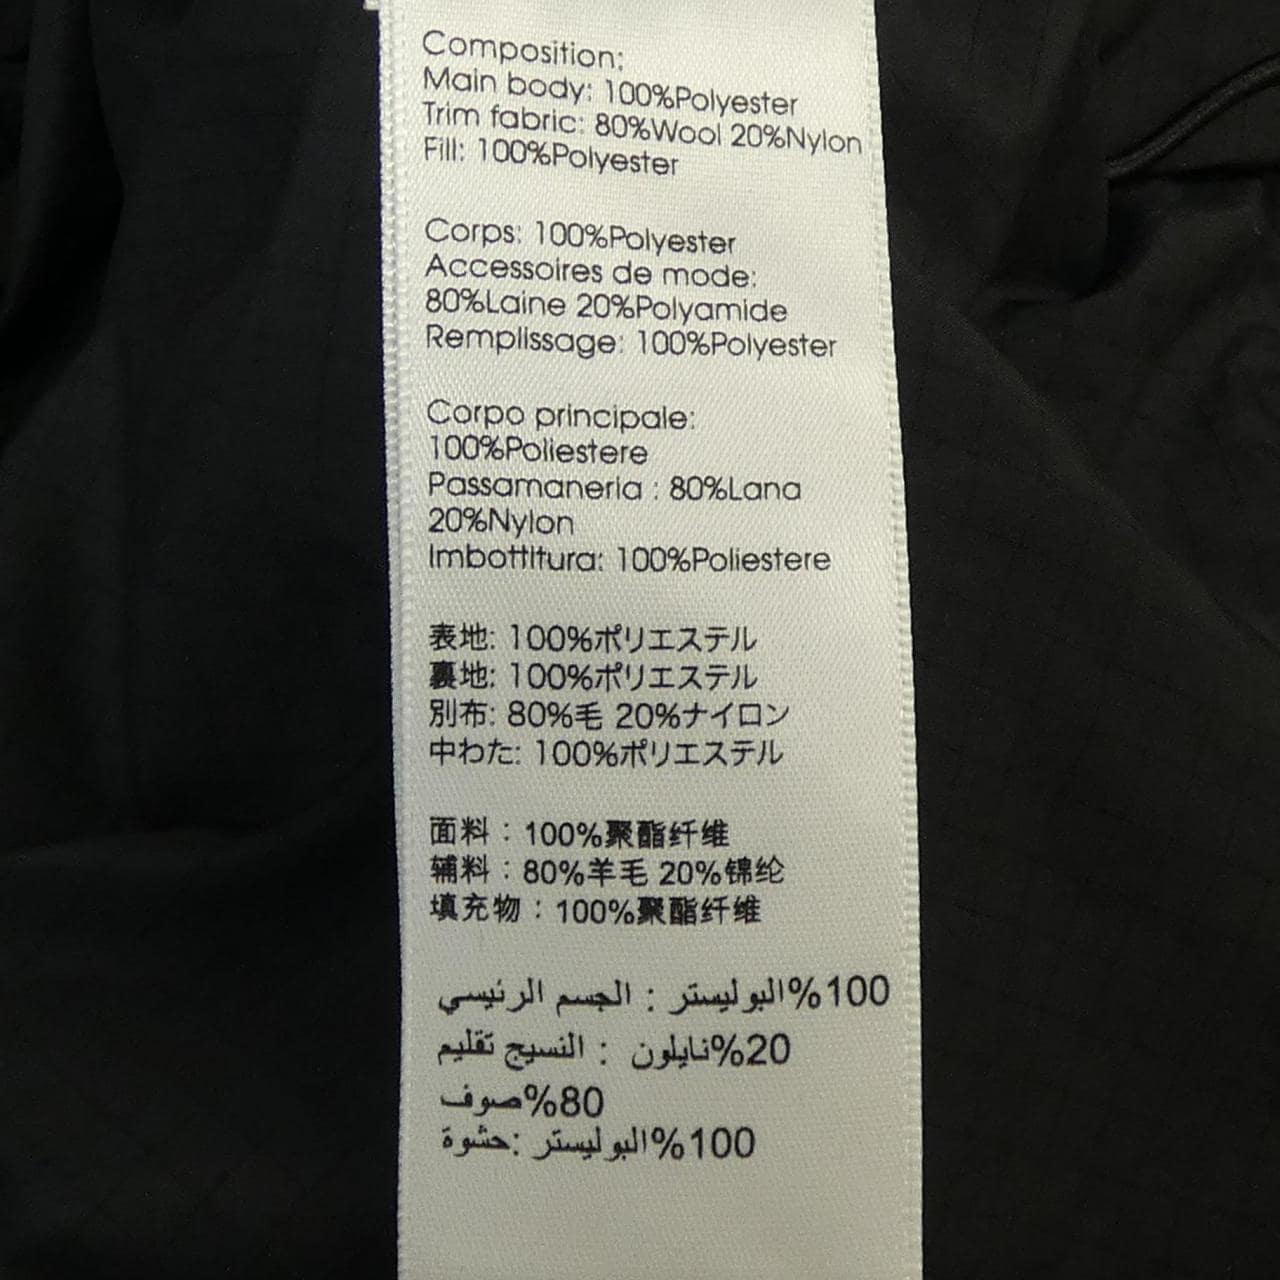 Composition:
Main body: 100%Polyester
Trim fabric: 80%Wool 20%Nylon
Fill: 100%Polyester
Corps: 100%Polyester
Accessoires de mode:
80%Laine 20%Polyamide
Remplissage: 100%Polyester
Corpo principale:
100%Poliestere
Passamaneria : 80%Lana
20%Nylon
Imbottitura: 100%Poliestere
表地: 100%ポリエステル
裏地: 100%ポリエステル
別布: 80%毛 20%ナイロン
中わた: 100%ポリエステル
面料：100%聚酯纤维
辅料：80%羊毛 20%锦纶
填充物：100%聚酯纤维
100%البوليستر : الجسم الرئيسي
20%نايلون : النسيج تقليم
80%صوف
100%البوليستر :حشوة